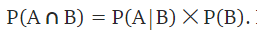 P(A ∩ B) = P(A|B) × P(B).